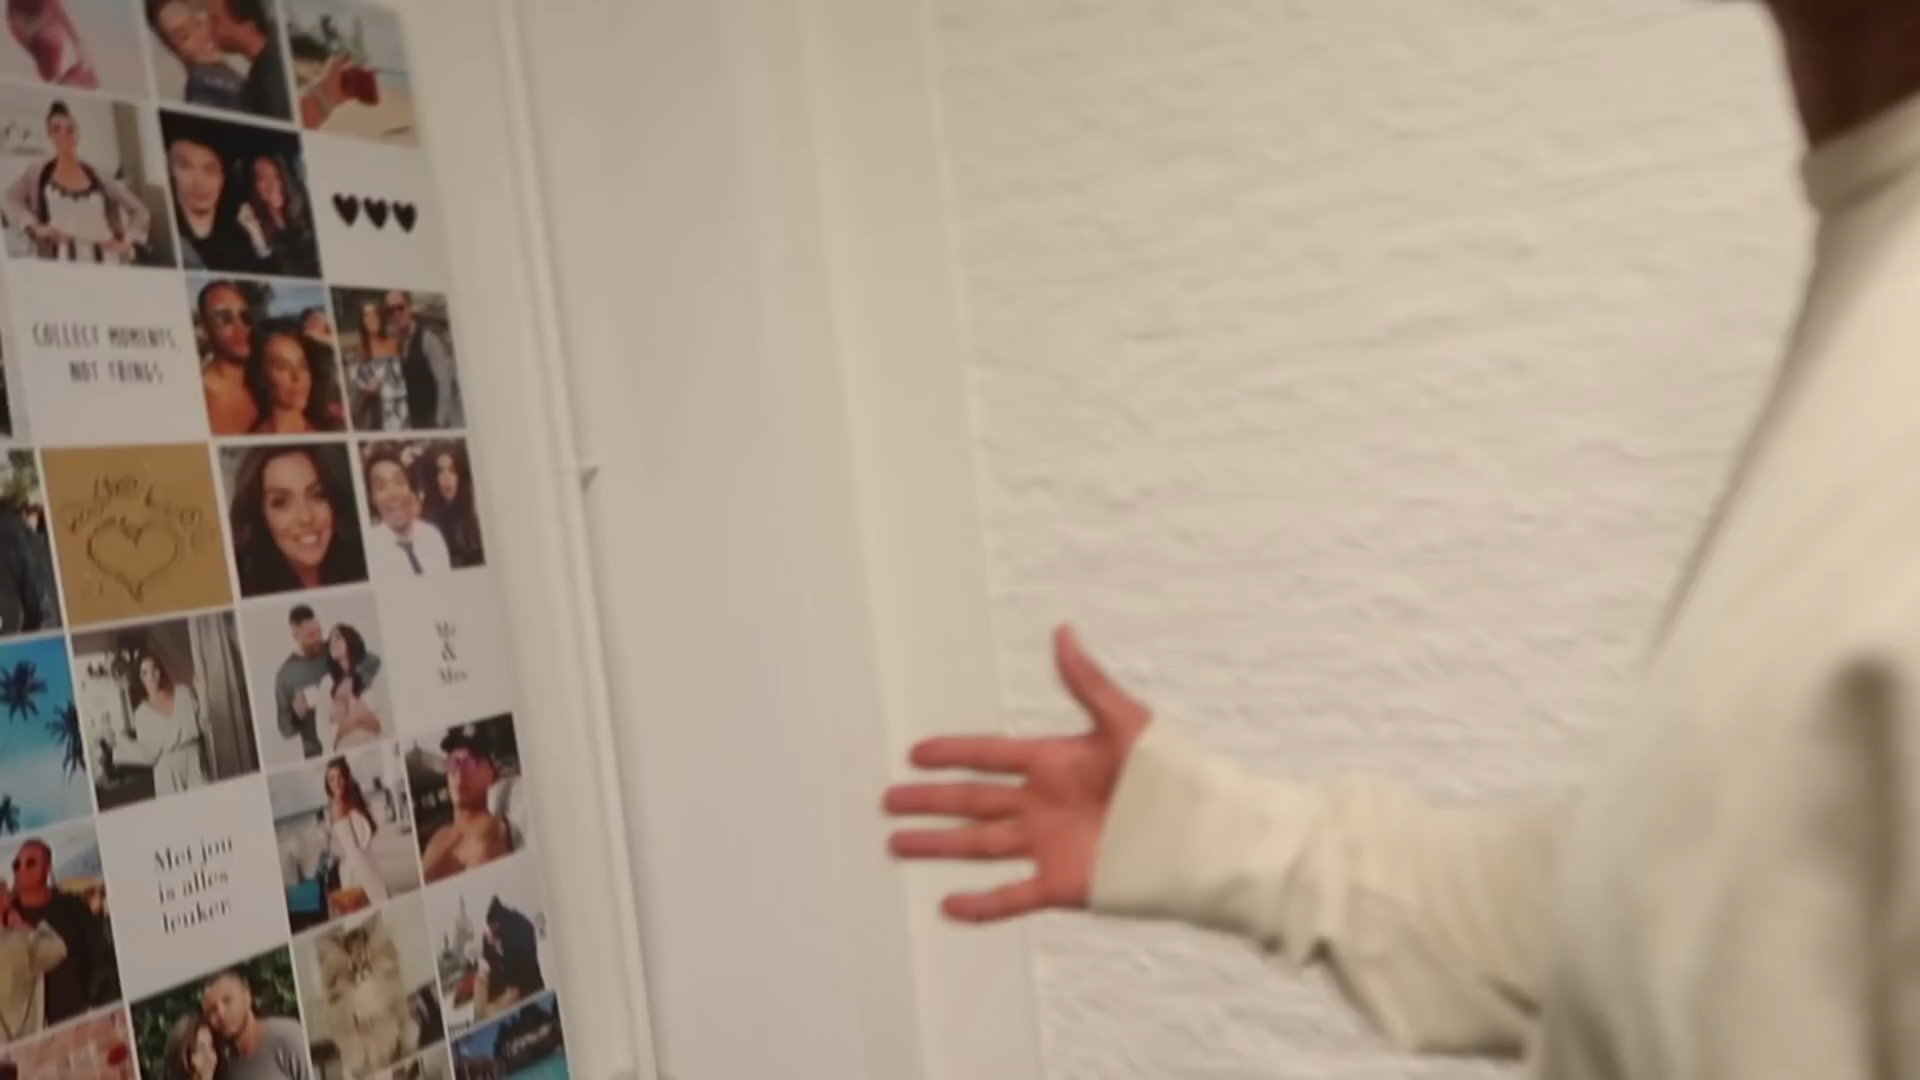 COLLECT MOMENTS,
NOT THINGS
Mr
&
Mrs
Met jou
is alles
leuker